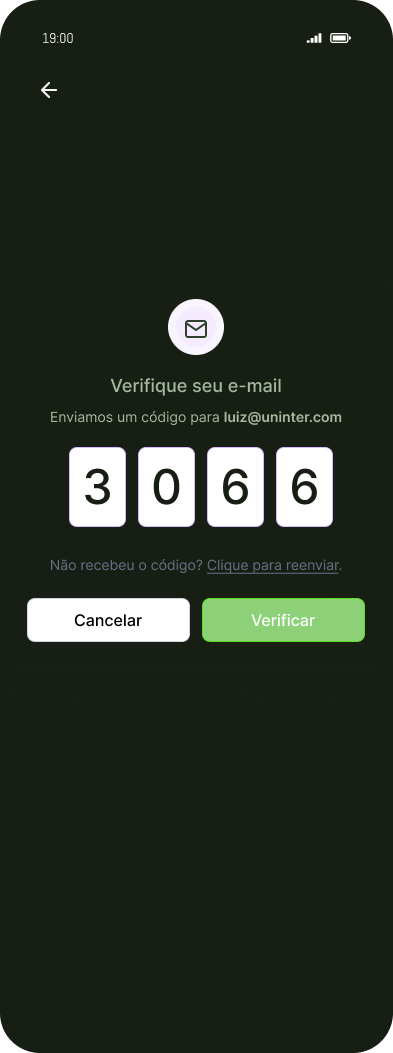 19:00
Verifique seu e-mail
Enviamos um código para luiz@uninter.com
3 0 6 6
Não recebeu o código? Clique para reenviar.
Cancelar Verificar